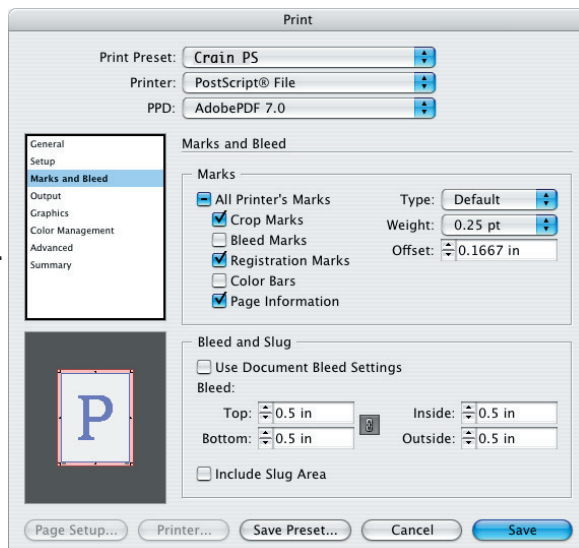 Print
Print Preset: Crain PS
Printer: PostScript® File
PPD: AdobePDF 7.0
General
Setup
Marks and Bleed
Output
Graphics
Color Management
Advanced
Summary
Marks and Bleed
Marks
All Printer's Marks
Crop Marks
Bleed Marks
Registration Marks
Color Bars
Page Information
Type: Default
Weight: 0.25 pt
Offset: 0.1667 in
P
Bleed and Slug
Use Document Bleed Settings
Bleed:
Top: 0.5 in Inside: 0.5 in
Bottom: 0.5 in Outside: 0.5 in
Include Slug Area
Page Setup... Printer... Save Preset... Cancel Save